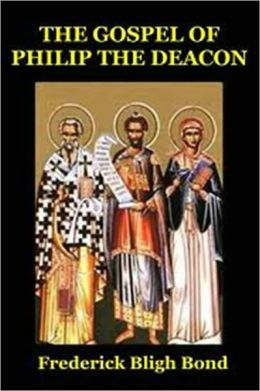 THE GOSPEL OF
PHILIP THE DEACON
Frederick Bligh Bond